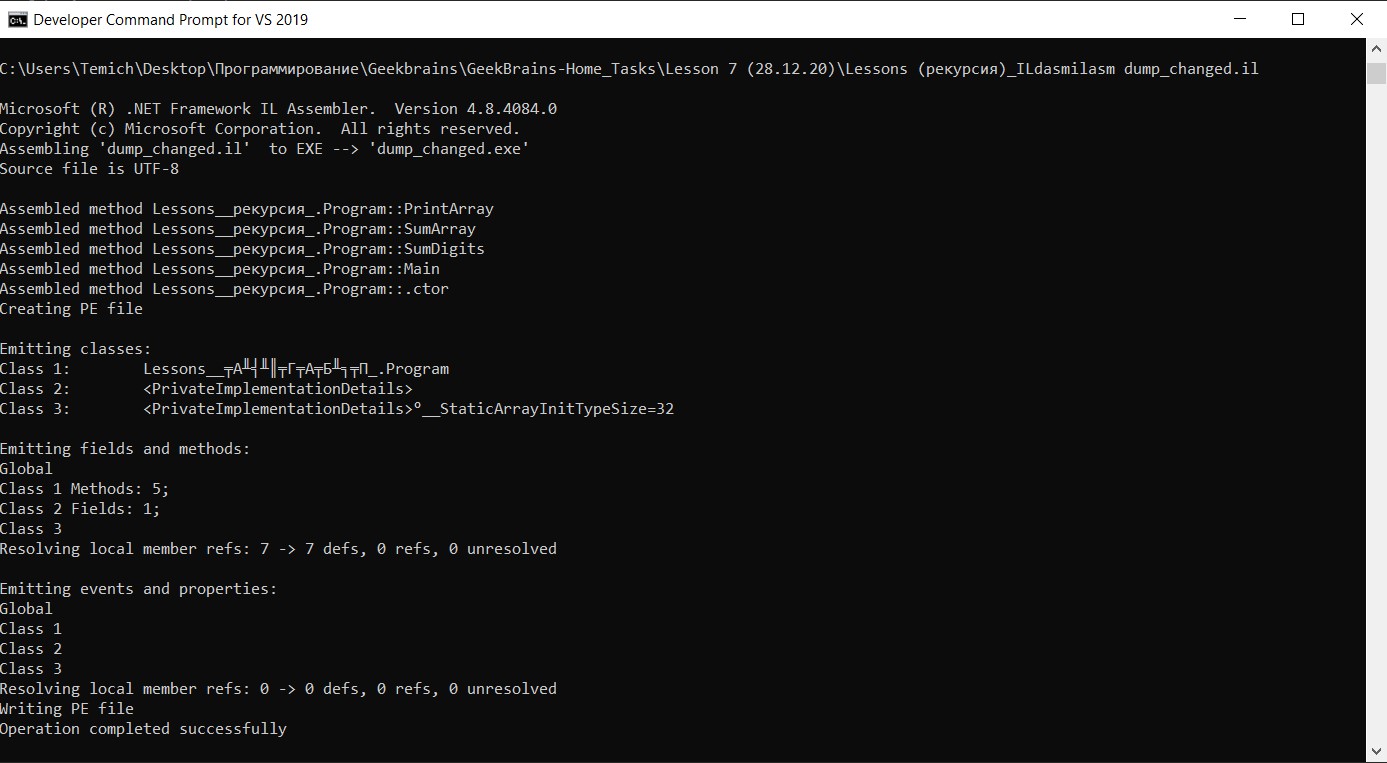 Developer Command Prompt for VS 2019
C:\Users\Temich\Desktop\Программирование\Geekbrains\GeekBrains-Home_Tasks\Lesson 7 (28.12.20)\Lessons (рекурсия)_ILdasmilasm dump_changed.il
Microsoft (R) .NET Framework IL Assembler.  Version 4.8.4084.0
Copyright (c) Microsoft Corporation.  All rights reserved.
Assembling 'dump_changed.il'  to EXE --> 'dump_changed.exe'
Source file is UTF-8
Assembled method Lessons__рекурсия_.Program::PrintArray
Assembled method Lessons__рекурсия_.Program::SumArray
Assembled method Lessons__рекурсия_.Program::SumDigits
Assembled method Lessons__рекурсия_.Program::Main
Assembled method Lessons__рекурсия_.Program::.ctor
Creating PE file
Emitting classes:
Class 1:        Lessons__╤А╨╡╨║╤Г╤А╤Б╨╕╤П_.Program
Class 2:        <PrivateImplementationDetails>
Class 3:        <PrivateImplementationDetails>°__StaticArrayInitTypeSize=32
Emitting fields and methods:
Global
Class 1 Methods: 5;
Class 2 Fields: 1;
Class 3
Resolving local member refs: 7 -> 7 defs, 0 refs, 0 unresolved
Emitting events and properties:
Global
Class 1
Class 2
Class 3
Resolving local member refs: 0 -> 0 defs, 0 refs, 0 unresolved
Writing PE file
Operation completed successfully